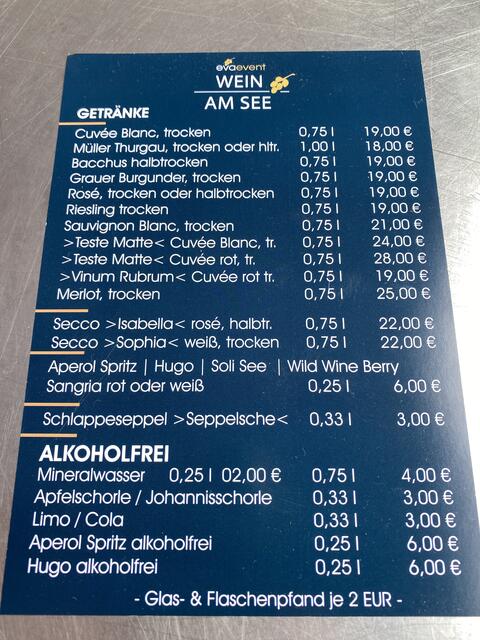 evaevent
WEIN
AM SEE
GETRÄNKE
Cuvée Blanc, trocken 0,75 l 19,00 €
Müller Thurgau, trocken oder hltr. 1,00 l 18,00 €
Bacchus halbtrocken 0,75 l 19,00 €
Grauer Burgunder, trocken 0,75 l 19,00 €
Rosé, trocken oder halbtrocken 0,75 l 19,00 €
Riesling trocken 0,75 l 19,00 €
Sauvignon Blanc, trocken 0,75 l 21,00 €
>Teste Matte< Cuvée Blanc, tr. 0,75 l 24,00 €
>Teste Matte< Cuvée rot, tr. 0,75 l 28,00 €
>Vinum Rubrum< Cuvée rot tr. 0,75 l 19,00 €
Merlot, trocken 0,75 l 25,00 €
Secco >Isabella< rosé, halbtr. 0,75 l 22,00 €
Secco >Sophia< weiß, trocken 0,75 l 22,00 €
Aperol Spritz | Hugo | Soli See | Wild Wine Berry
Sangria rot oder weiß 0,25 l 6,00 €
Schlappeseppel >Seppelsche< 0,33 l 3,00 €
ALKOHOLFREI
Mineralwasser 0,25 l 02,00 € 0,75 l 4,00 €
Apfelschorle / Johannisschorle 0,33 l 3,00 €
Limo / Cola 0,33 l 3,00 €
Aperol Spritz alkoholfrei 0,25 l 6,00 €
Hugo alkoholfrei 0,25 l 6,00 €
- Glas- & Flaschenpfand je 2 EUR -